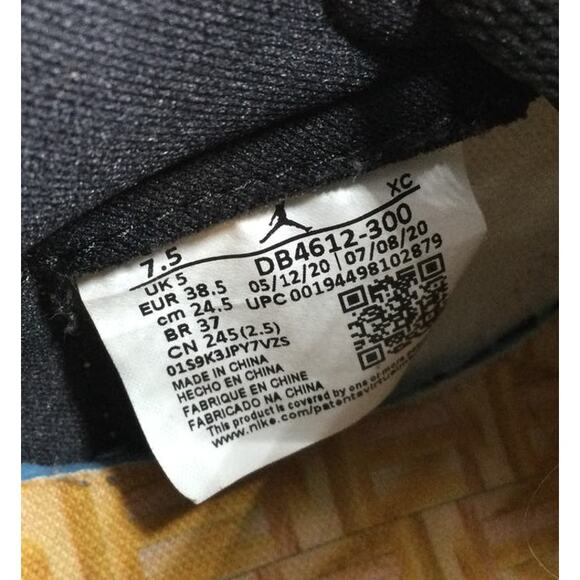 XC
7.5
UK 5
EUR 38.5
cm 24.5
BR 37
CN 245(2.5)
DB4612-300
05/12/20 07/08/20
UPC 00194498102879
01S9K3JPY7VZS
MADE IN CHINA
HECHO EN CHINA
FABRIQUE EN CHINE
FABRICADO NA CHINA
This product is covered by one or more
www.nike.com/patents